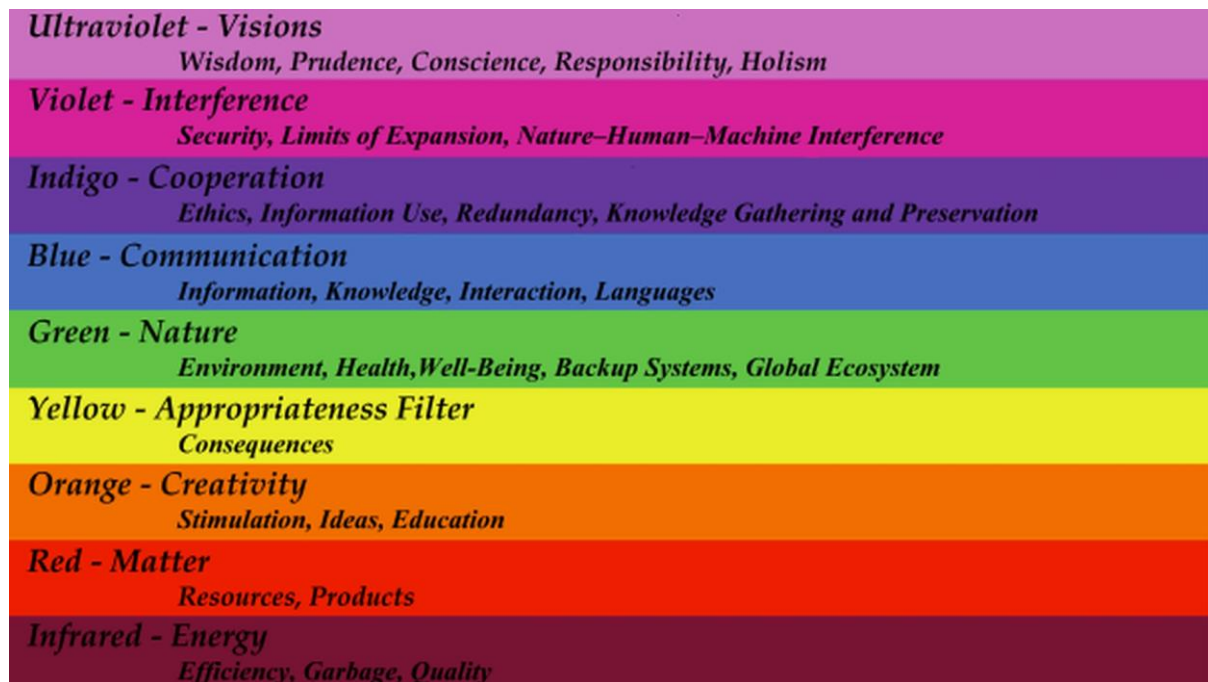 Ultraviolet - Visions
Wisdom, Prudence, Conscience, Responsibility, Holism
Violet - Interference
Security, Limits of Expansion, Nature–Human–Machine Interference
Indigo - Cooperation
Ethics, Information Use, Redundancy, Knowledge Gathering and Preservation
Blue - Communication
Information, Knowledge, Interaction, Languages
Green - Nature
Environment, Health,Well-Being, Backup Systems, Global Ecosystem
Yellow - Appropriateness Filter
Consequences
Orange - Creativity
Stimulation, Ideas, Education
Red - Matter
Resources, Products
Infrared - Energy
Efficiency, Garbage, Quality